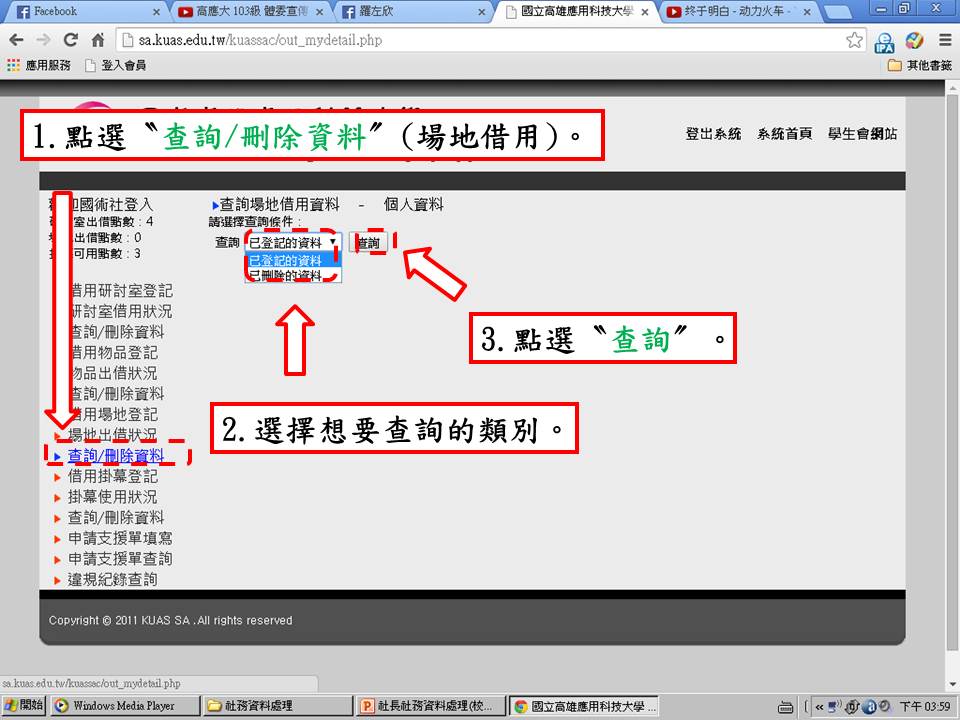 Facebook
高應大 103級 體委宣傳
羅左欣
國立高雄應用科技大學
终于明白 - 动力火车 -
sa.kuas.edu.tw/kuassac/out_mydetail.php
應用服務
登入會員
其他書籤
1.點選〝查詢/刪除資料〞(場地借用)。
登出系統 系統首頁 學生會網站
迎國術社登入
室出借點數：4
出借點數：0
可用點數：3
借用研討室登記
研討室借用狀況
查詢/刪除資料
借用物品登記
物品出借狀況
查詢/刪除資料
借用場地登記
場地出借狀況
查詢/刪除資料
借用掛幕登記
掛幕使用狀況
查詢/刪除資料
申請支援單填寫
申請支援單查詢
違規紀錄查詢
查詢場地借用資料 - 個人資料
請選擇查詢條件：
查詢 已登記的資料 查詢
已登記的資料
已刪除的資料
3.點選〝查詢〞。
2.選擇想要查詢的類別。
Copyright © 2011 KUAS SA .All rights reserved
sa.kuas.edu.tw/kuassac/out_mydetail.php
開始
Windows Media Player
社務資料處理
社長社務資料處理(校...
國立高雄應用科技大學 ...
下午 03:59